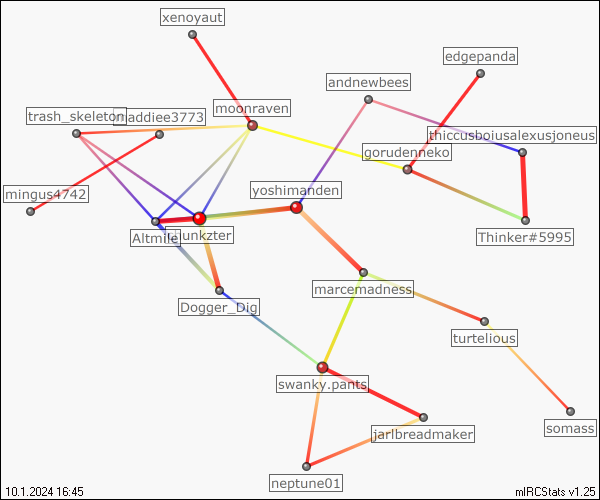 xenoyaut
edgepanda
andnewbees
moonraven
trash_skeleton
maddiee3773
thiccusboiusalexusjoneus
gorudenneko
mingus4742
yoshimanden
Altmile
Thinker#5995
marcemadness
Dogger_Dig
turtelious
swanky.pants
somass
jarlbreadmaker
neptune01
10.1.2024 16:45
mIRCStats v1.25